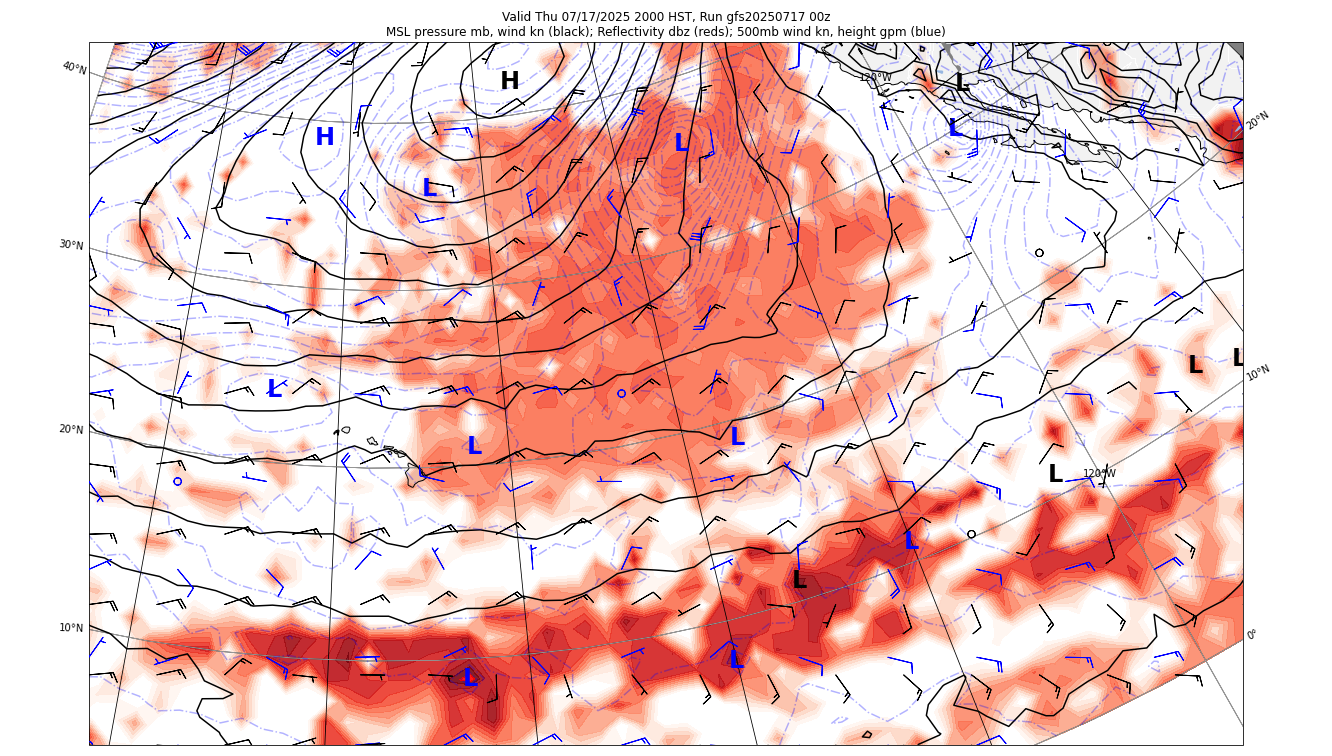 Valid Thu 07/17/2025 2000 HST, Run gfs20250717 00z
MSL pressure mb, wind kn (black); Reflectivity dbz (reds); 500mb wind kn, height gpm (blue)
40°N
120°W
H
L
H
L
L
20°N
L
30°N
L
L
10°N
L
20°N
L
L
L
120°W
L
L
10°N
0°
L
L